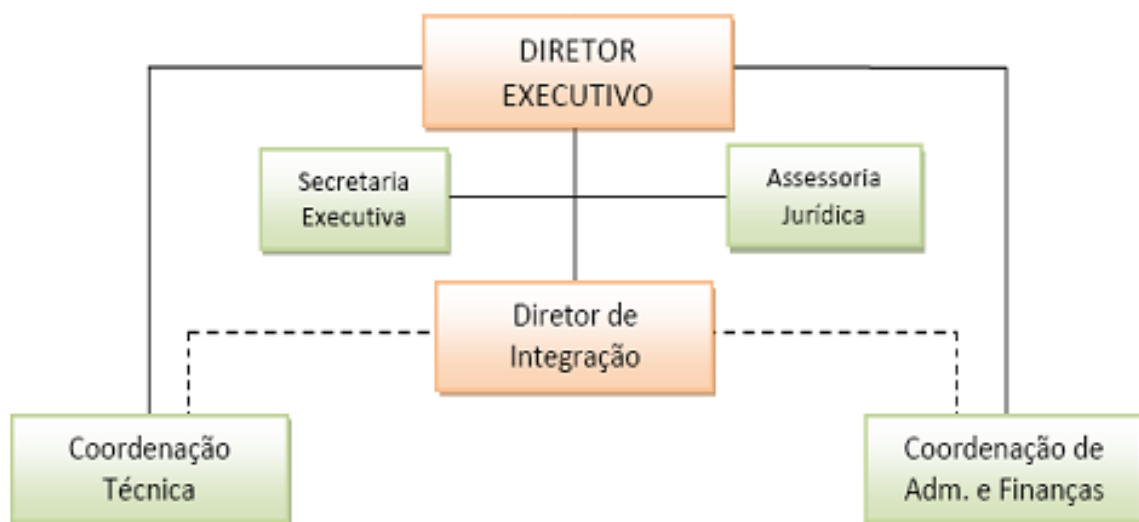 DIRETOR
EXECUTIVO
Secretaria
Executiva
Assessoria
Jurídica
Diretor de
Integração
Coordenação
Técnica
Coordenação de
Adm. e Finanças